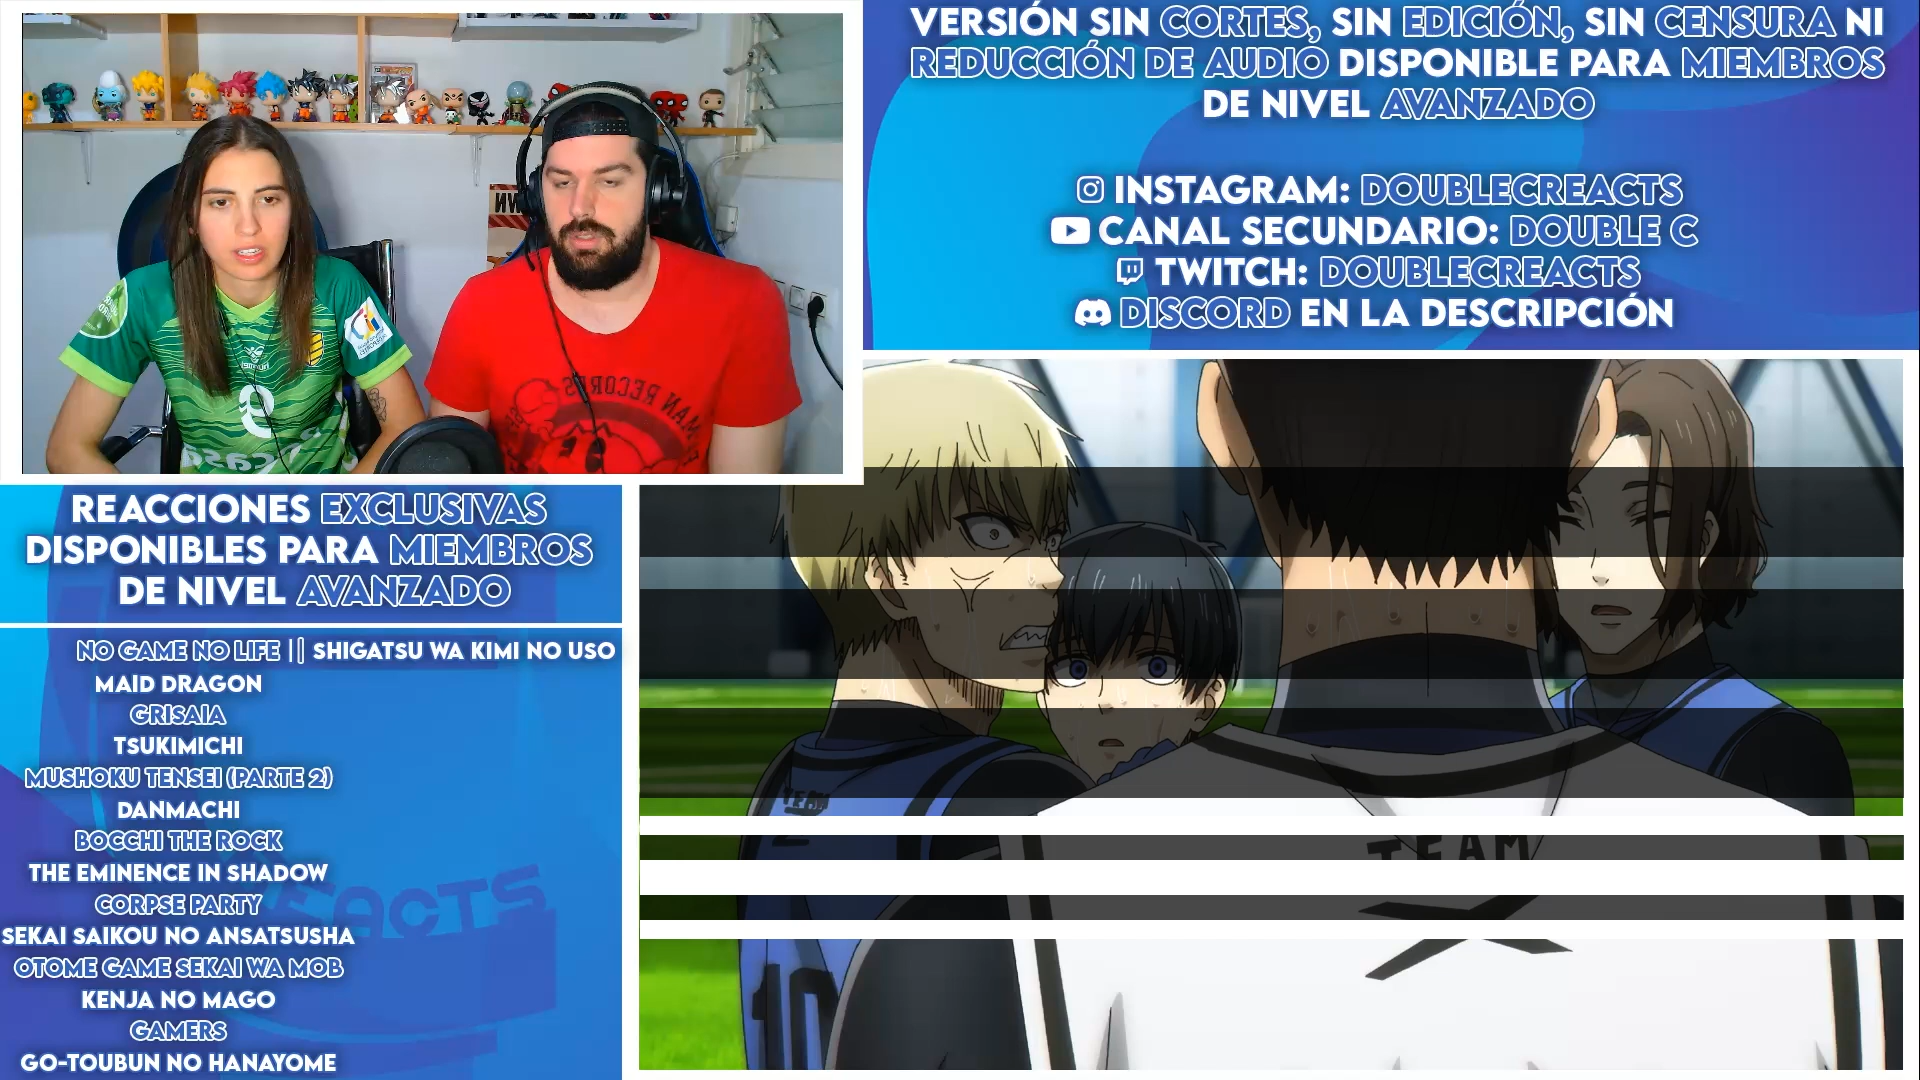 VERSIÓN SIN CORTES, SIN EDICIÓN, SIN CENSURA NI
REDUCCIÓN DE AUDIO DISPONIBLE PARA MIEMBROS
DE NIVEL AVANZADO
INSTAGRAM: DOUBLECREACTS
CANAL SECUNDARIO: DOUBLE C
TWITCH: DOUBLECREACTS
DISCORD EN LA DESCRIPCIÓN
REACCIONES EXCLUSIVAS
DISPONIBLES PARA MIEMBROS
DE NIVEL AVANZADO
NO GAME NO LIFE || SHIGATSU WA KIMI NO USO
MAID DRAGON
GRISAIA
TSUKIMICHI
MUSHOKU TENSEI (PARTE 2)
DANMACHI
BOCCHI THE ROCK
THE EMINENCE IN SHADOW
CORPSE PARTY
SEKAI SAIKOU NO ANSATSUSHA
OTOME GAME SEKAI WA MOB
KENJA NO MAGO
GAMERS
GO-TOUBUN NO HANAYOME
TEAM
TEAM
10